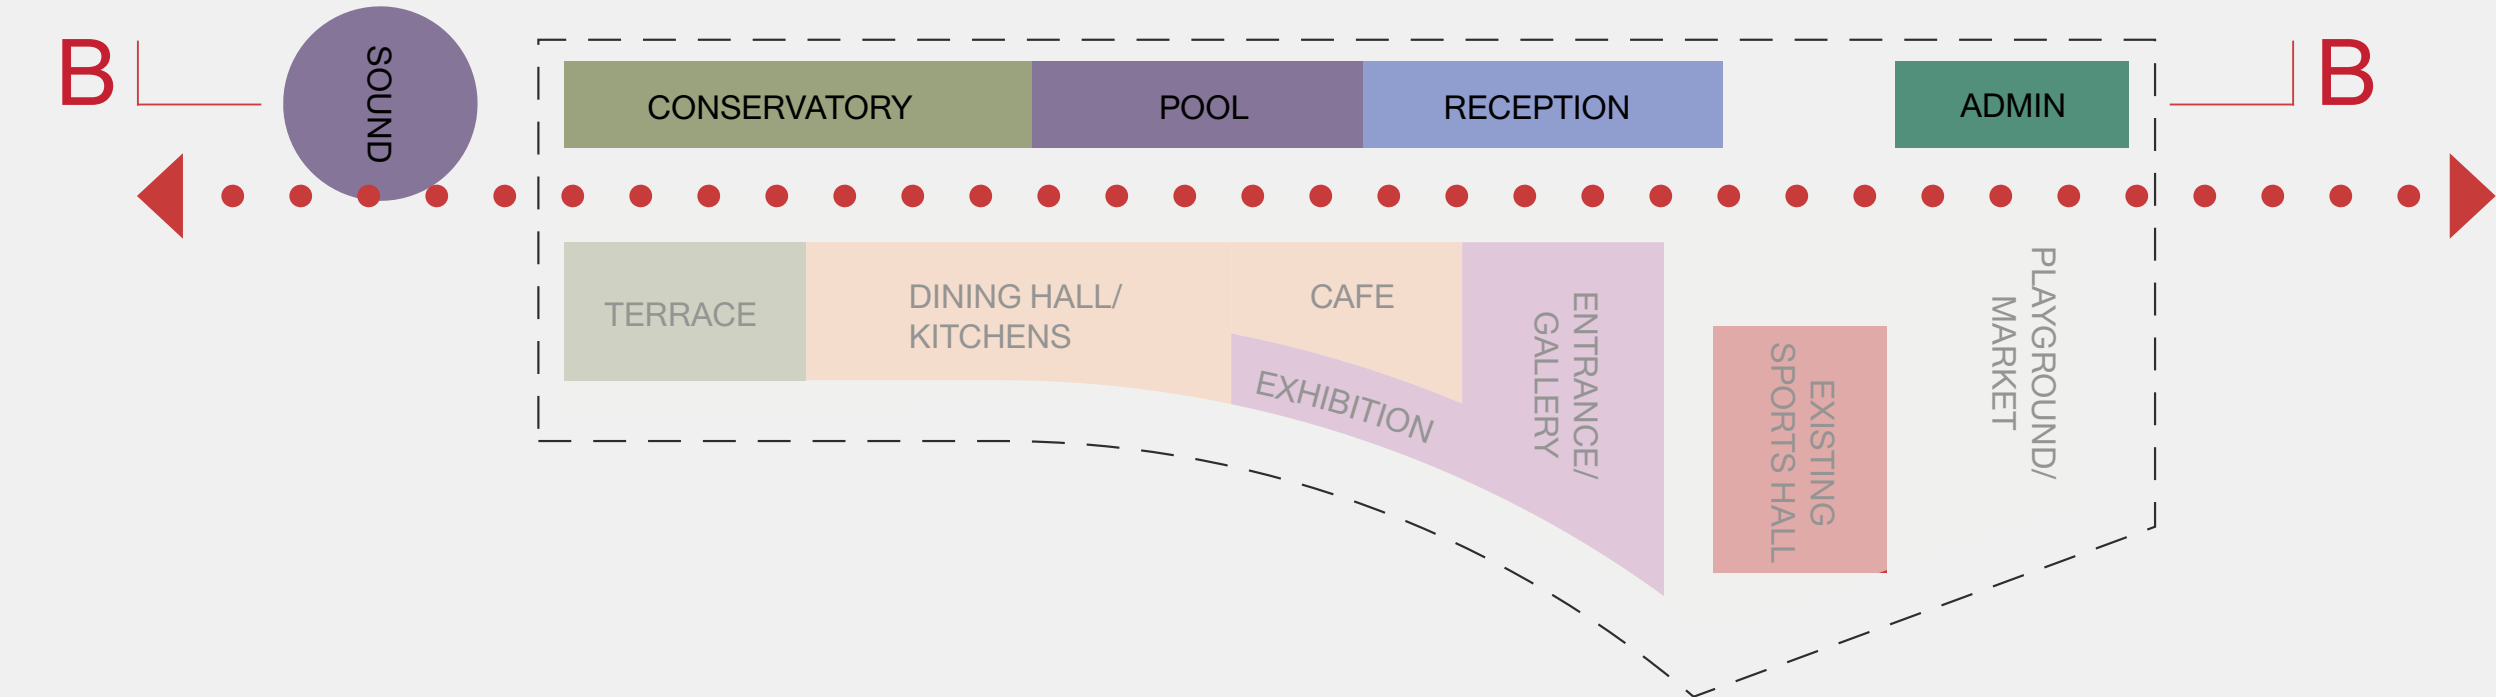 B
SOUND
CONSERVATORY
POOL
RECEPTION
ADMIN
B
TERRACE
DINING HALL/
KITCHENS
CAFE
EXHIBITION
ENTRANCE/
GALLERY
EXISTING
SPORTS HALL
PLAYGROUND/
MARKET